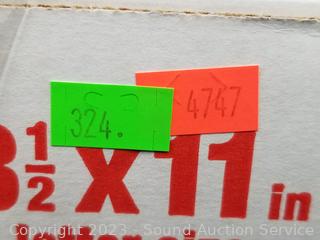 324.
4747
8½ x 11 in
Copyright 2023 - Sound Auction Service